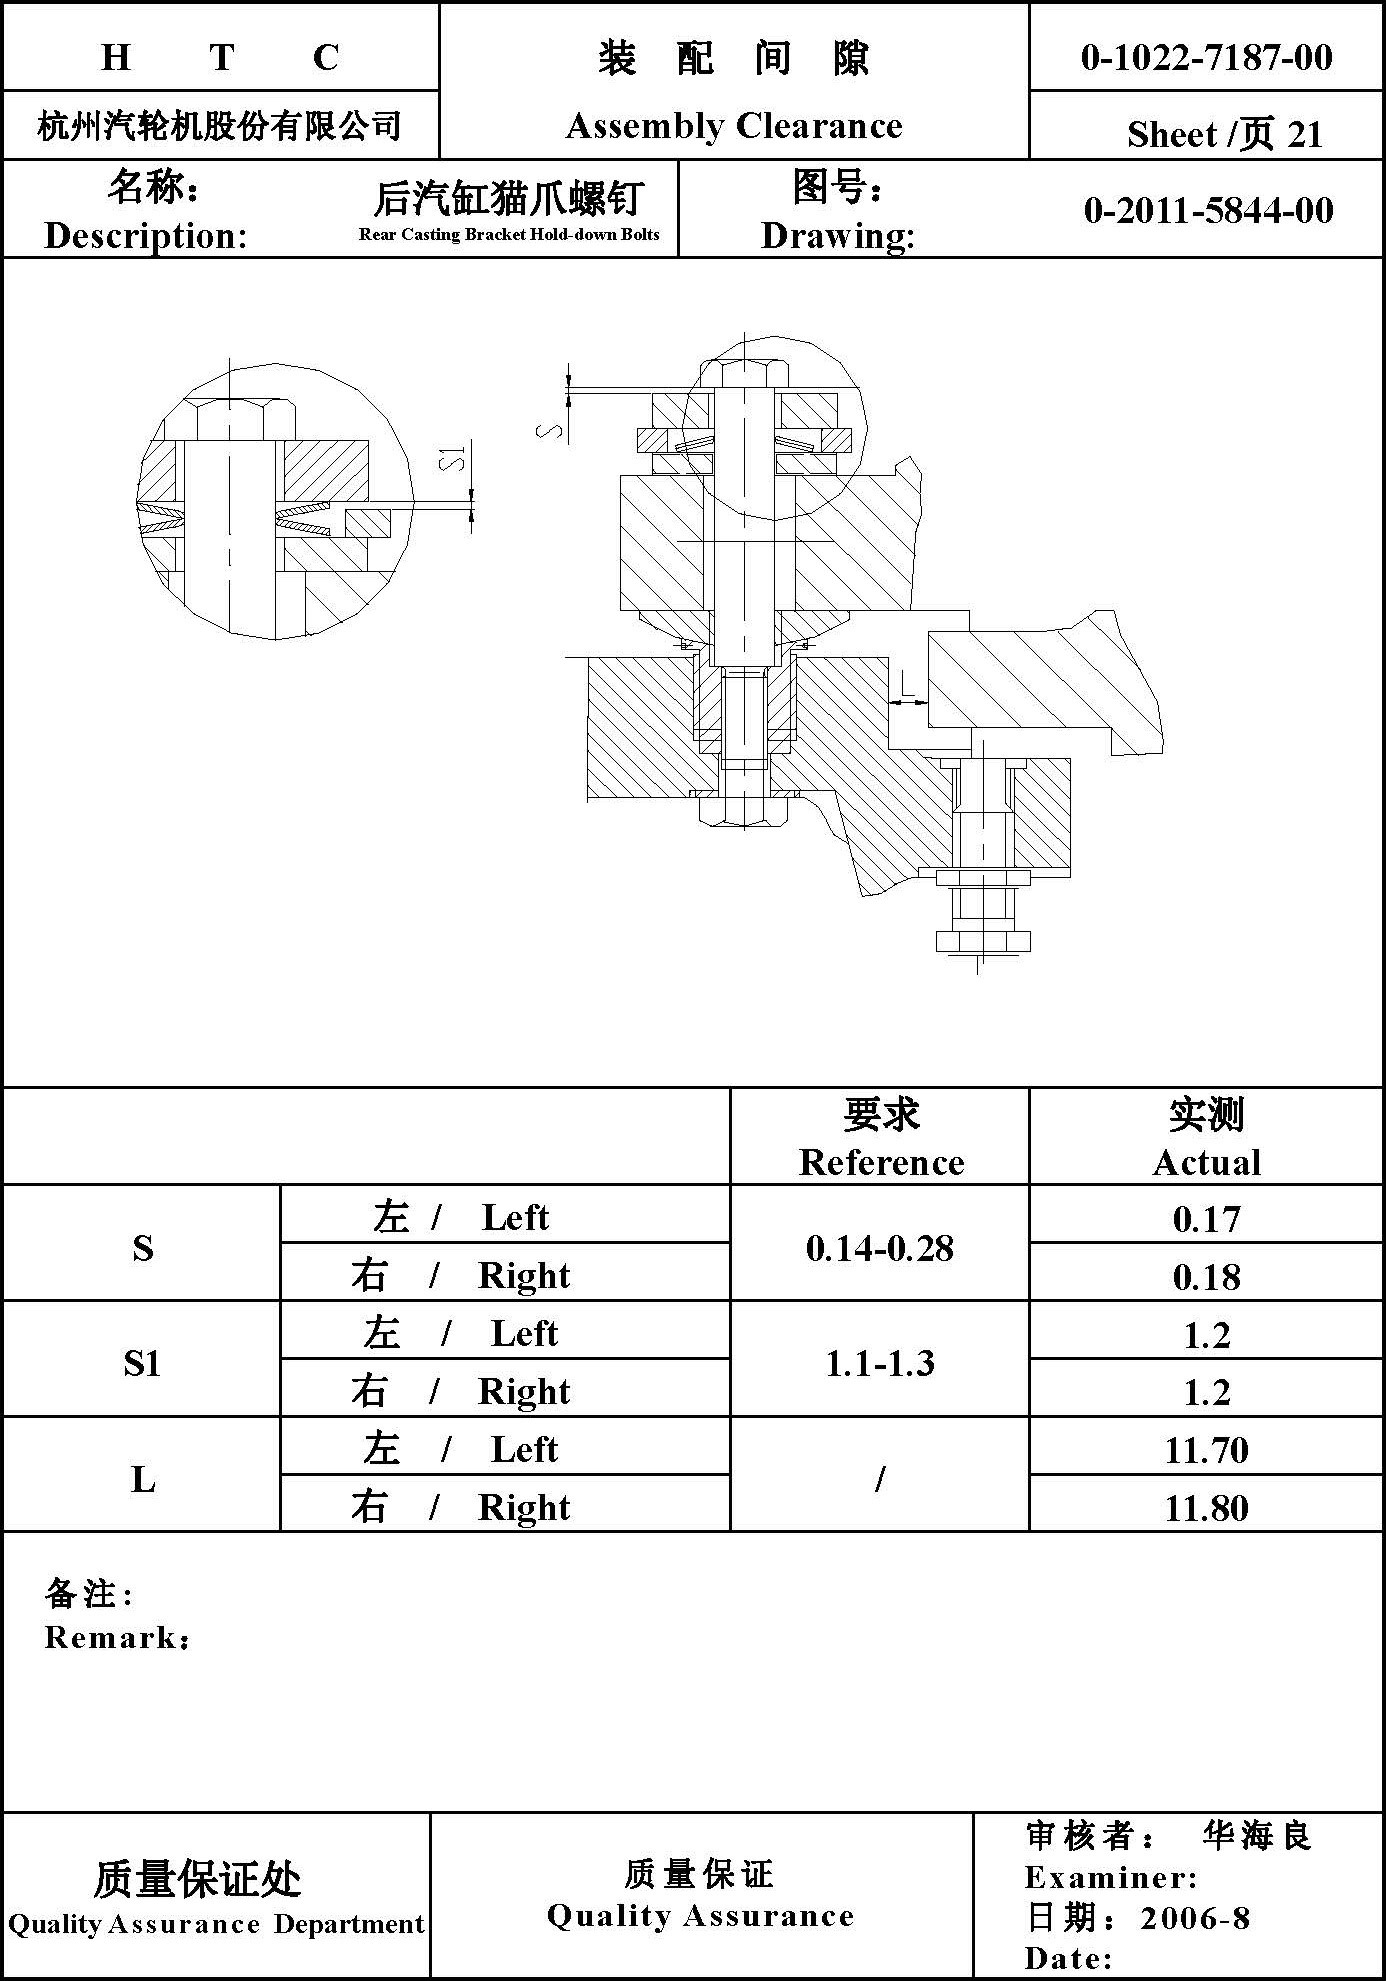 H T C
装 配 间 隙
0-1022-7187-00
杭州汽轮机股份有限公司
Assembly Clearance
Sheet /页 21
名称：
后汽缸猫爪螺钉
图号：
0-2011-5844-00
Description:
Rear Casting Bracket Hold-down Bolts
Drawing:
S1
S
L
要求
实测
Reference
Actual
S
左 / Left
0.14-0.28
0.17
右 / Right
0.18
S1
左 / Left
1.1-1.3
1.2
右 / Right
1.2
L
左 / Left
/
11.70
右 / Right
11.80
备注:
Remark：
质量保证处
Quality Assurance Department
质量保证
Quality Assurance
审核者： 华海良
Examiner:
日期：2006-8
Date: